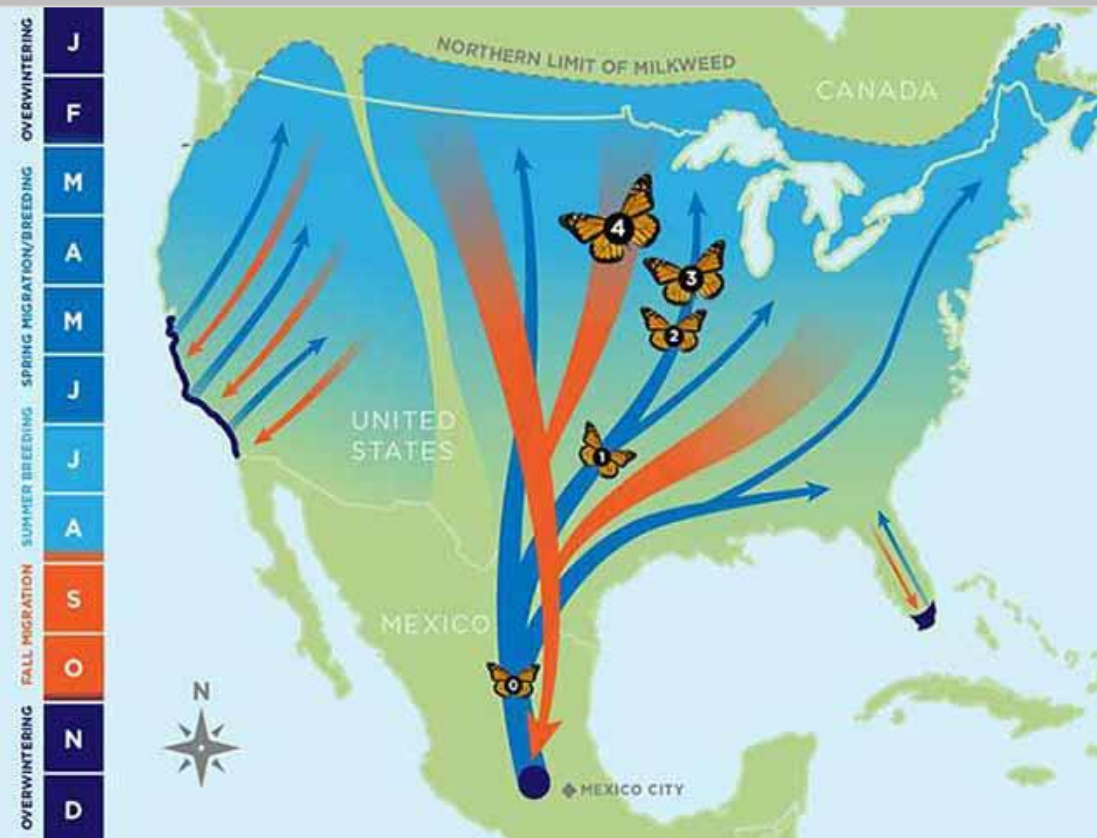 OVERWINTERING
SPRING MIGRATION/BREEDING
SUMMER BREEDING
FALL MIGRATION
OVERWINTERING
J
F
M
A
M
J
J
A
S
O
N
D
NORTHERN LIMIT OF MILKWEED
CANADA
4
3
2
1
UNITED
STATES
MEXICO
0
N
MEXICO CITY